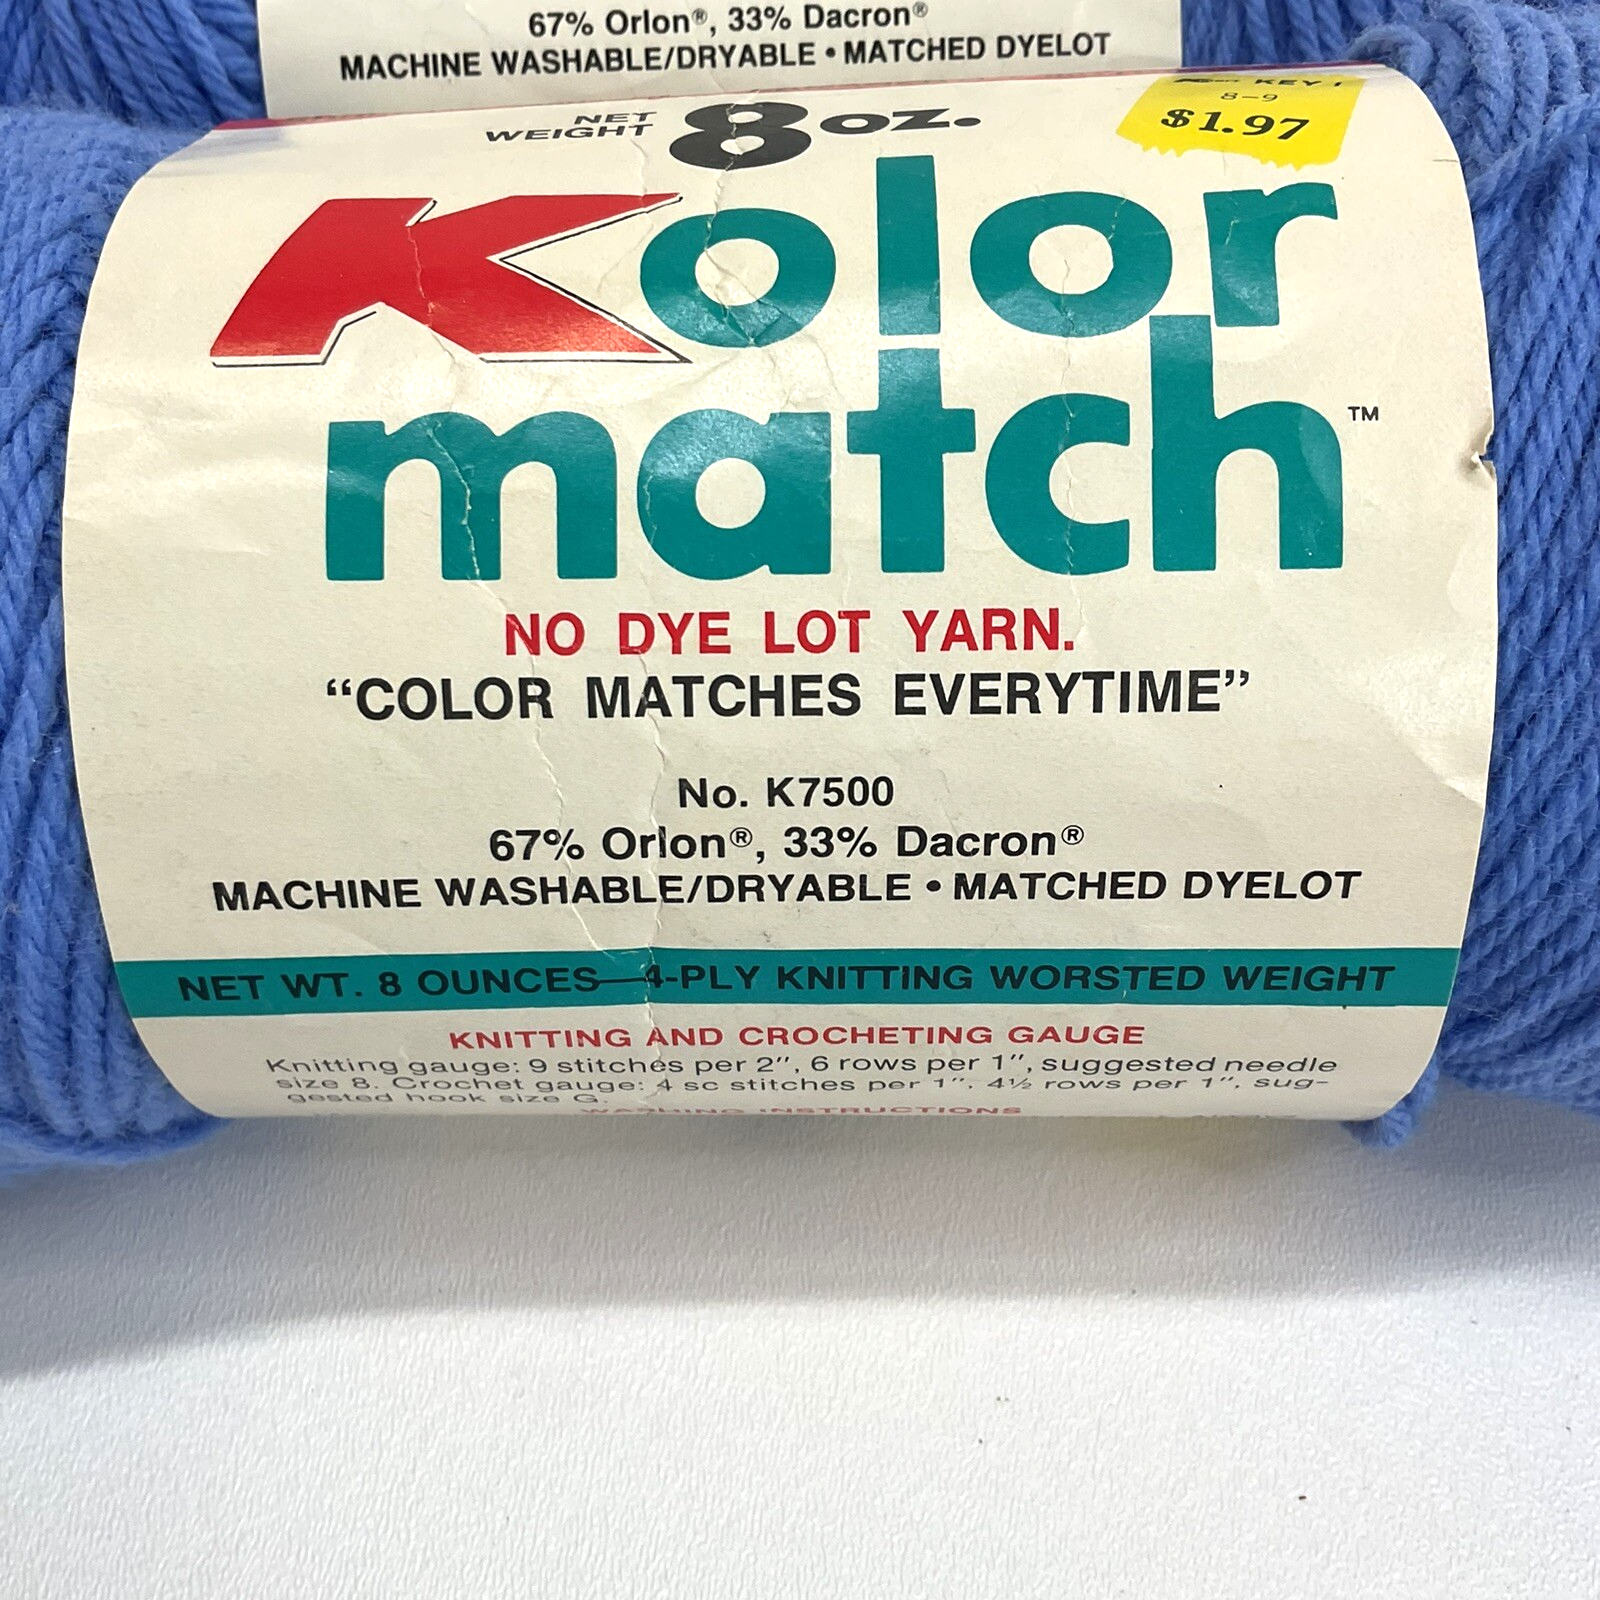 67% Orlon®, 33% Dacron®
MACHINE WASHABLE/DRYABLE • MATCHED DYELOT
KEY 1
8-9
$1.97
NET
WEIGHT 8 oz.
Kolor
match™
NO DYE LOT YARN.
“COLOR MATCHES EVERYTIME”
No. K7500
67% Orlon®, 33% Dacron®
MACHINE WASHABLE/DRYABLE • MATCHED DYELOT
NET WT. 8 OUNCES—4-PLY KNITTING WORSTED WEIGHT
KNITTING AND CROCHETING GAUGE
Knitting gauge: 9 stitches per 2", 6 rows per 1", suggested needle
size 8. Crochet gauge: 4 sc stitches per 1", 4½ rows per 1", sug-
gested hook size G.
WASHING INSTRUCTIONS